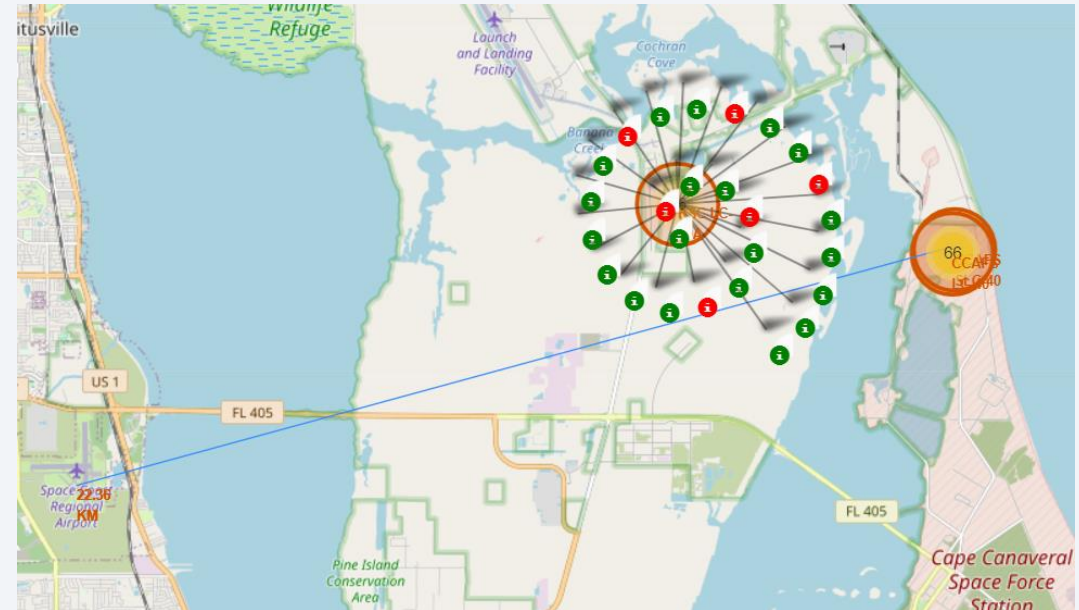 Wildlife
Refuge
itusville
Launch
and Landing
Facility
Cochran
Cove
Banana
Creek
66
US 1
FL 405
Regional
Airport
22.36
KM
FL 405
Pine Island
Conservation
Area
Cape Canaveral
Space Force
Station